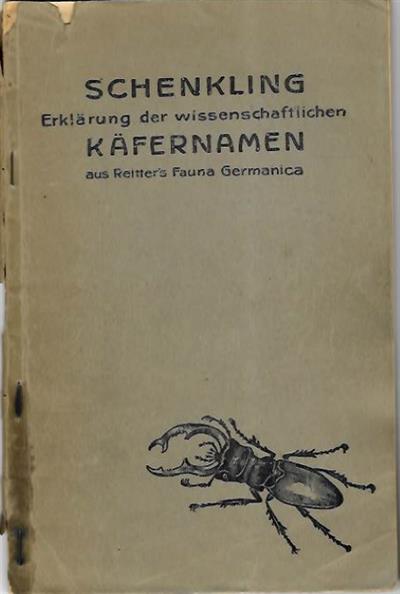 SCHENKLING
Erklärung der wissenschaftlichen
KÄFERNAMEN
aus Reitter's Fauna Germanica